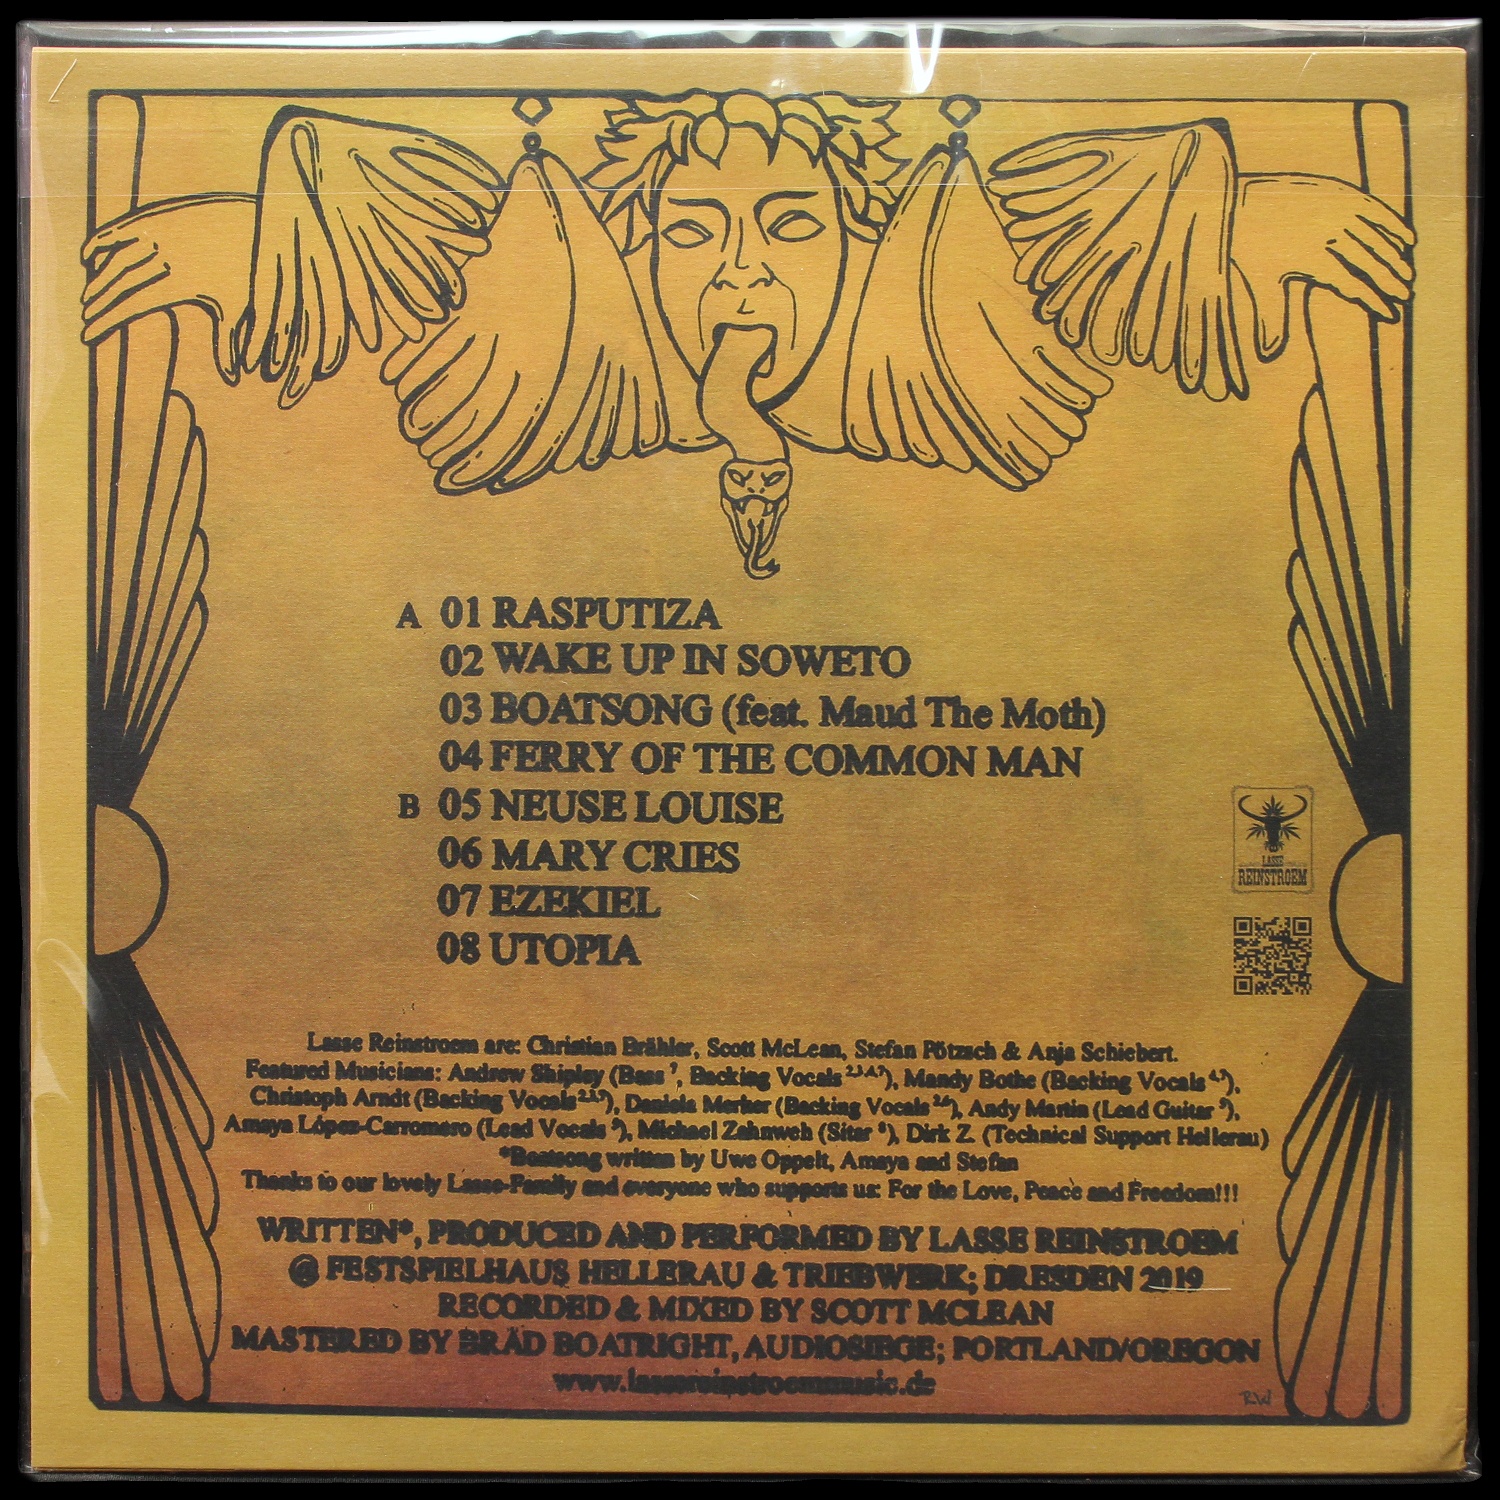 A 01 RASPUTIZA
02 WAKE UP IN SOWETO
03 BOATSONG (feat. Maud The Moth)
04 FERRY OF THE COMMON MAN
B 05 NEUSE LOUISE
06 MARY CRIES
07 EZEKIEL
08 UTOPIA
LASSE
REINSTROEM
Lasse Reinstroem are: Christian Brähler, Scott McLean, Stefan Pötzsch & Anja Schiebert.
Featured Musicians: Andrew Shipley (Bass ⁷, Backing Vocals), Mandy Bothe (Backing Vocals),
Christoph Arndt (Backing Vocals), Daniela Merher (Backing Vocals), Andy Martin (Lead Guitar),
Amaya López-Carromero (Lead Vocals), Michael Zahnweh (Sitar), Dirk Z. (Technical Support Hellerau)
*Boatsong written by Uwe Oppelt, Amaya and Stefan
Thanks to our lovely Lasse-Family and everyone who supports us: For the Love, Peace and Freedom!!!
WRITTEN*, PRODUCED AND PERFORMED BY LASSE REINSTROEM
@ FESTSPIELHAUS HELLERAU & TRIEBWERK; DRESDEN 2019
RECORDED & MIXED BY SCOTT MCLEAN
MASTERED BY BRAD BOATRIGHT, AUDIOSIEGE; PORTLAND/OREGON
www.lassereinstroemmusic.de
R.W